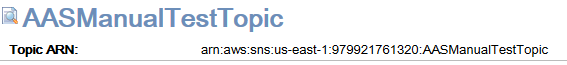 AASManualTestTopic
Topic ARN: arn:aws:sns:us-east-1:979921761320:AASManualTestTopic